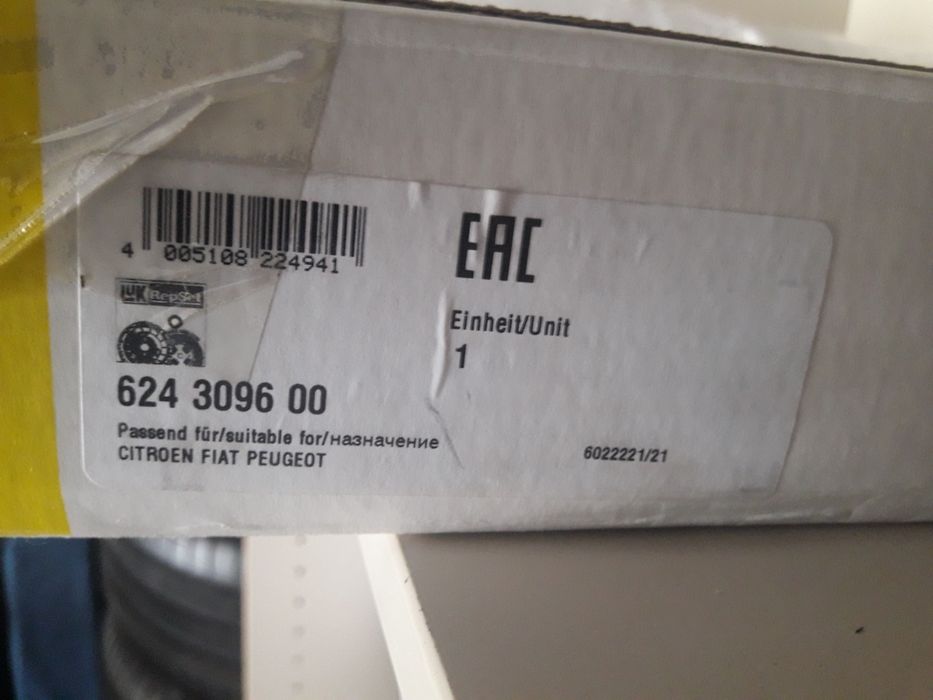 4 005108 224941
EAC
LUK RepSet
Einheit/Unit
1
624 3096 00
Passend für/suitable for/назначение
CITROEN FIAT PEUGEOT
6022221/21